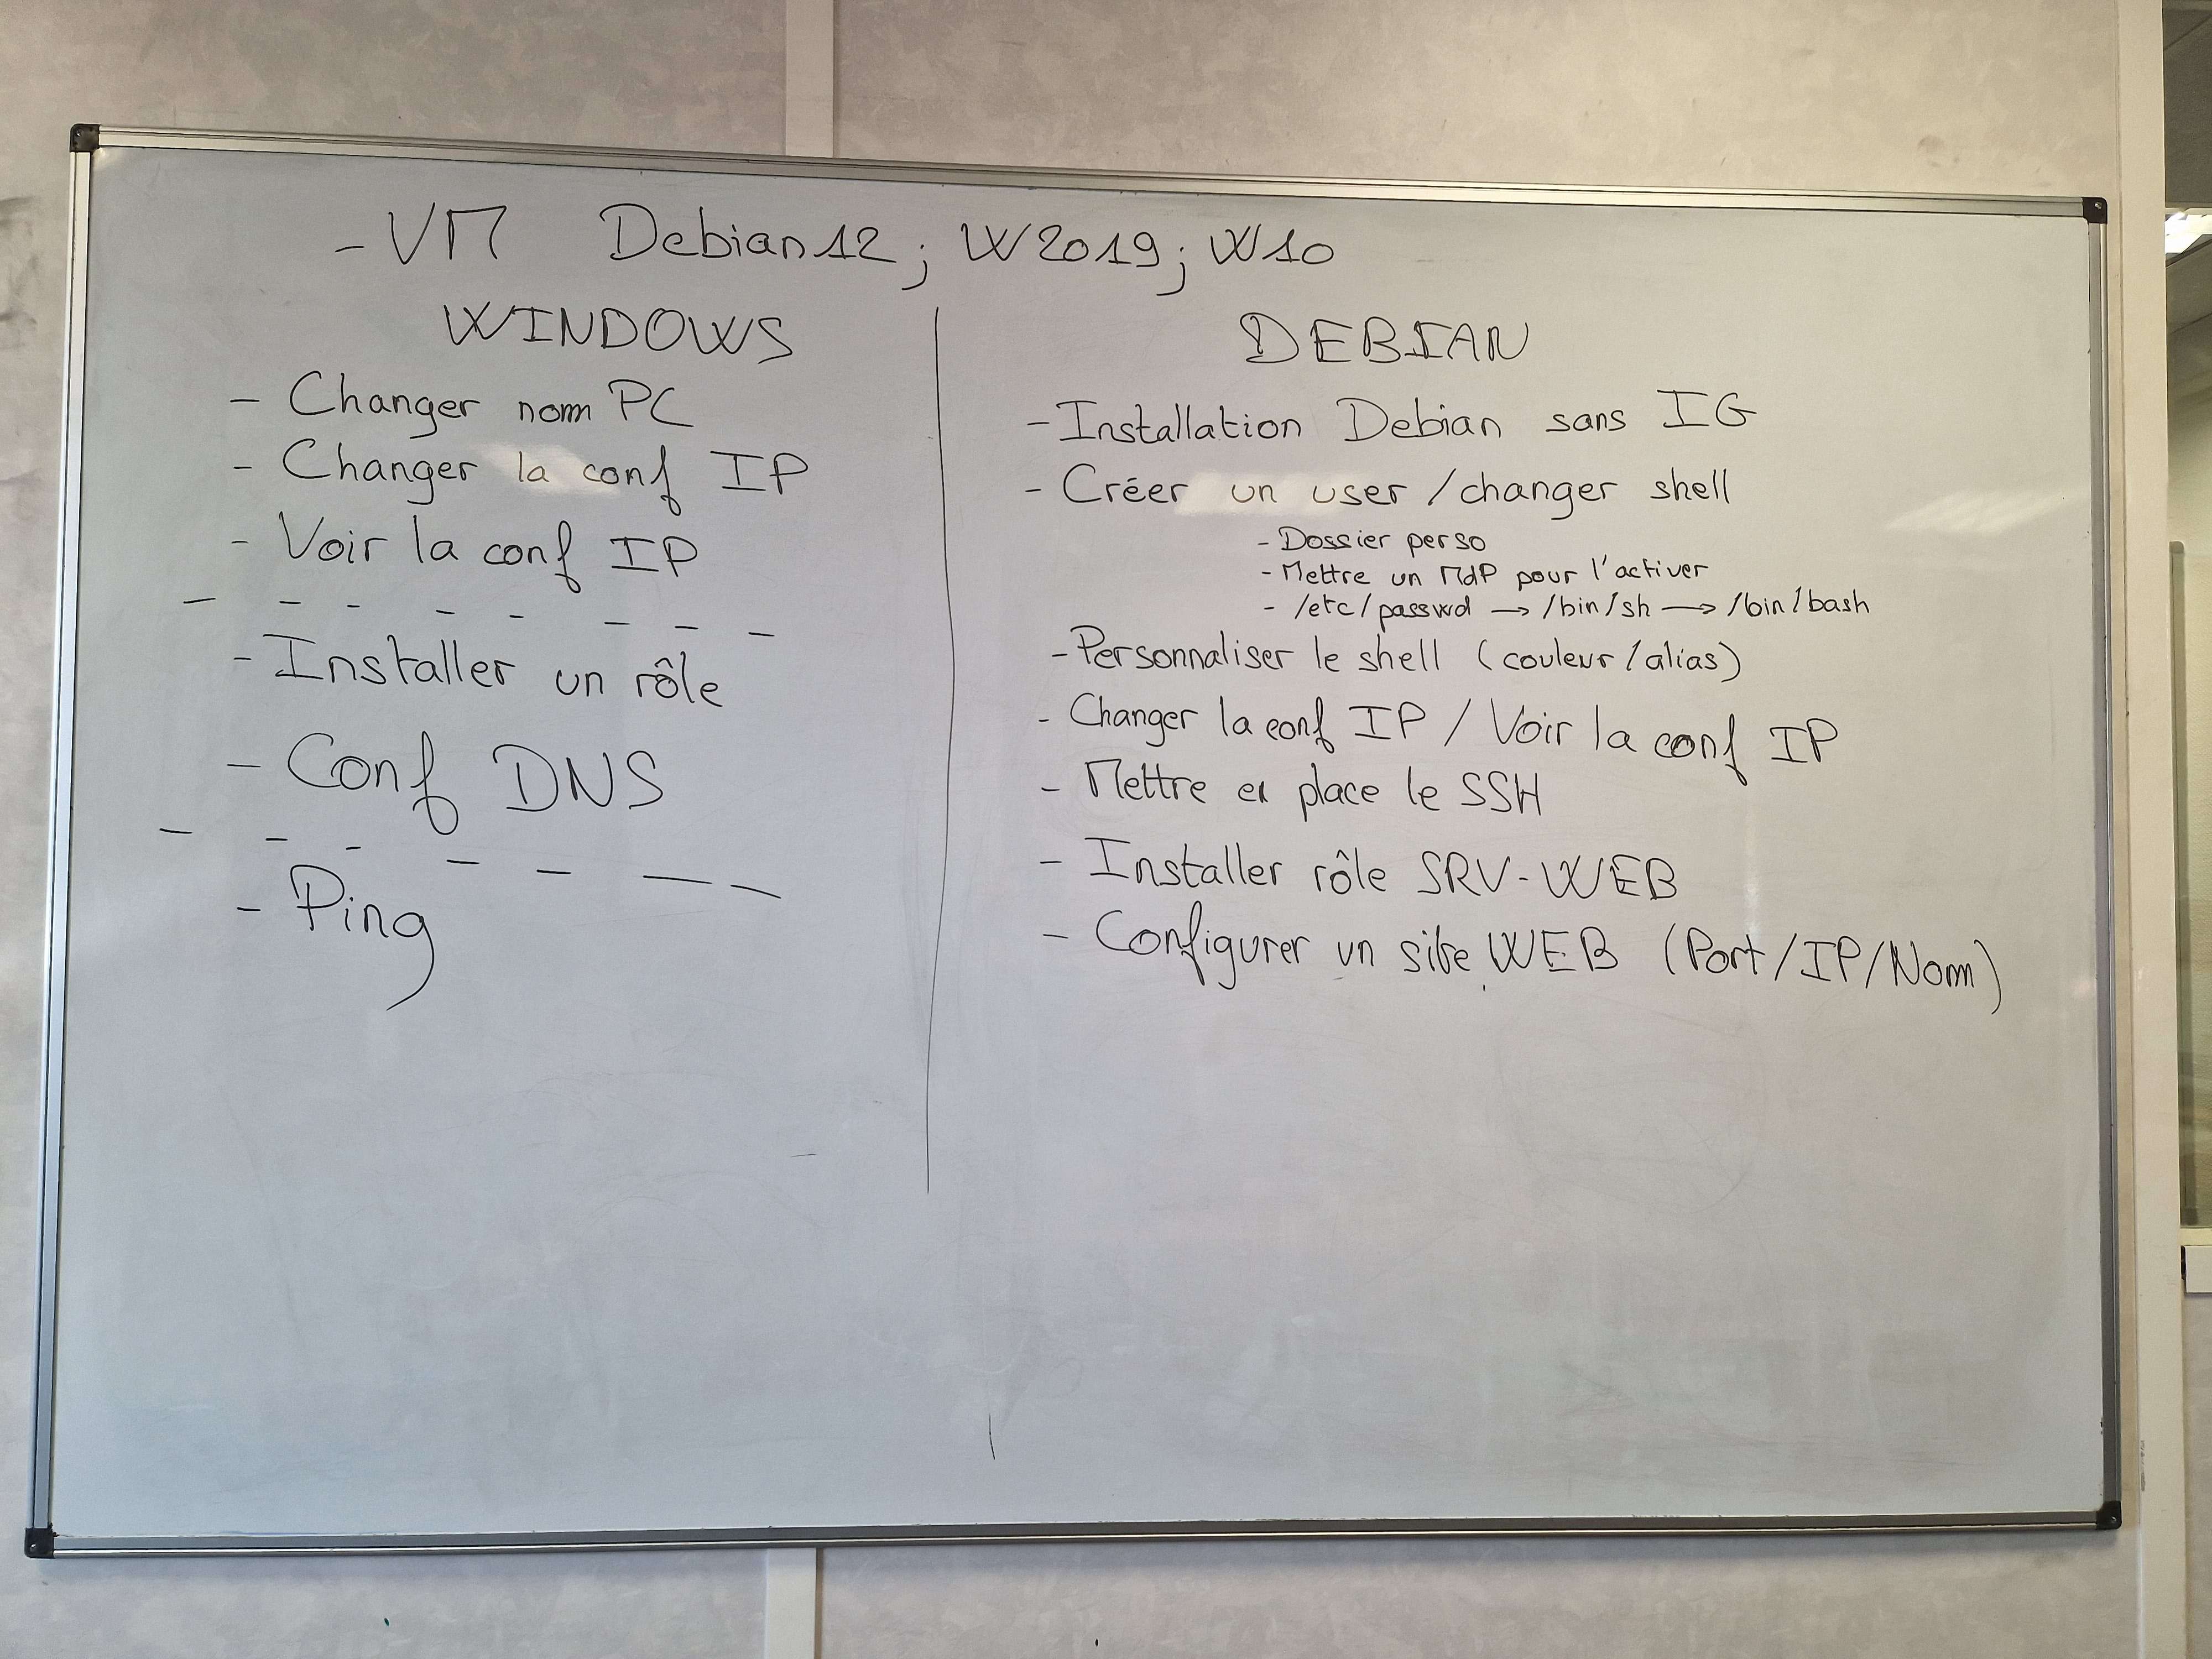 - VM Debian 12 ; W2019 ; W10
WINDOWS
- Changer nom PC
- Changer la conf IP
- Voir la conf IP
- - - - - - - -
- Installer un rôle
- Conf DNS
- - - - - - -
- Ping
DEBIAN
- Installation Debian sans IG
- Créer un user / changer shell
- Dossier perso
- Mettre un MdP pour l'activer
- /etc/passwd → /bin/sh → /bin/bash
- Personnaliser le shell (couleur/alias)
- Changer la conf IP / Voir la conf IP
- Mettre en place le SSH
- Installer rôle SRV-WEB
- Configurer un site WEB (Port/IP/Nom)